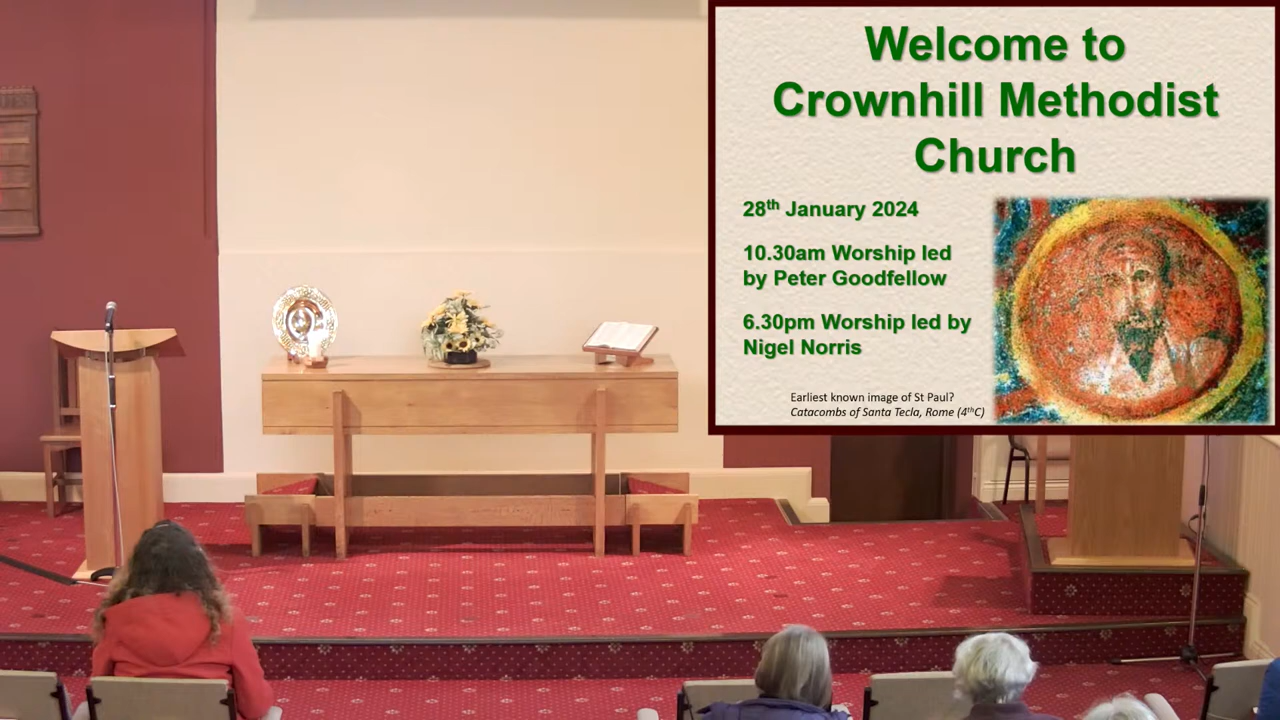 Welcome to
Crownhill Methodist
Church
28th January 2024
10.30am Worship led
by Peter Goodfellow
6.30pm Worship led by
Nigel Norris
Earliest known image of St Paul?
Catacombs of Santa Tecla, Rome (4thC)